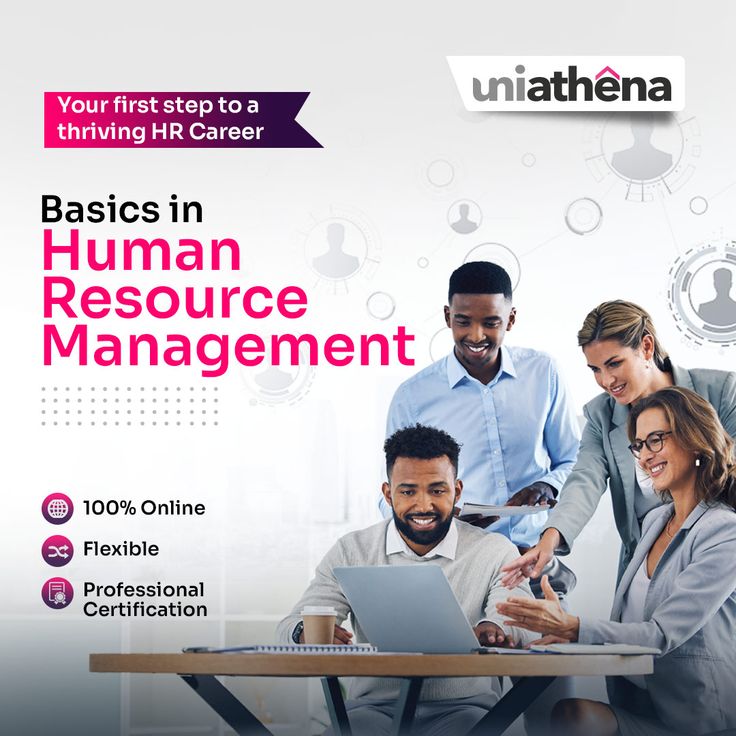 uniathêna
Your first step to a
thriving HR Career
Basics in
Human
Resource
Management
100% Online
Flexible
Professional
Certification